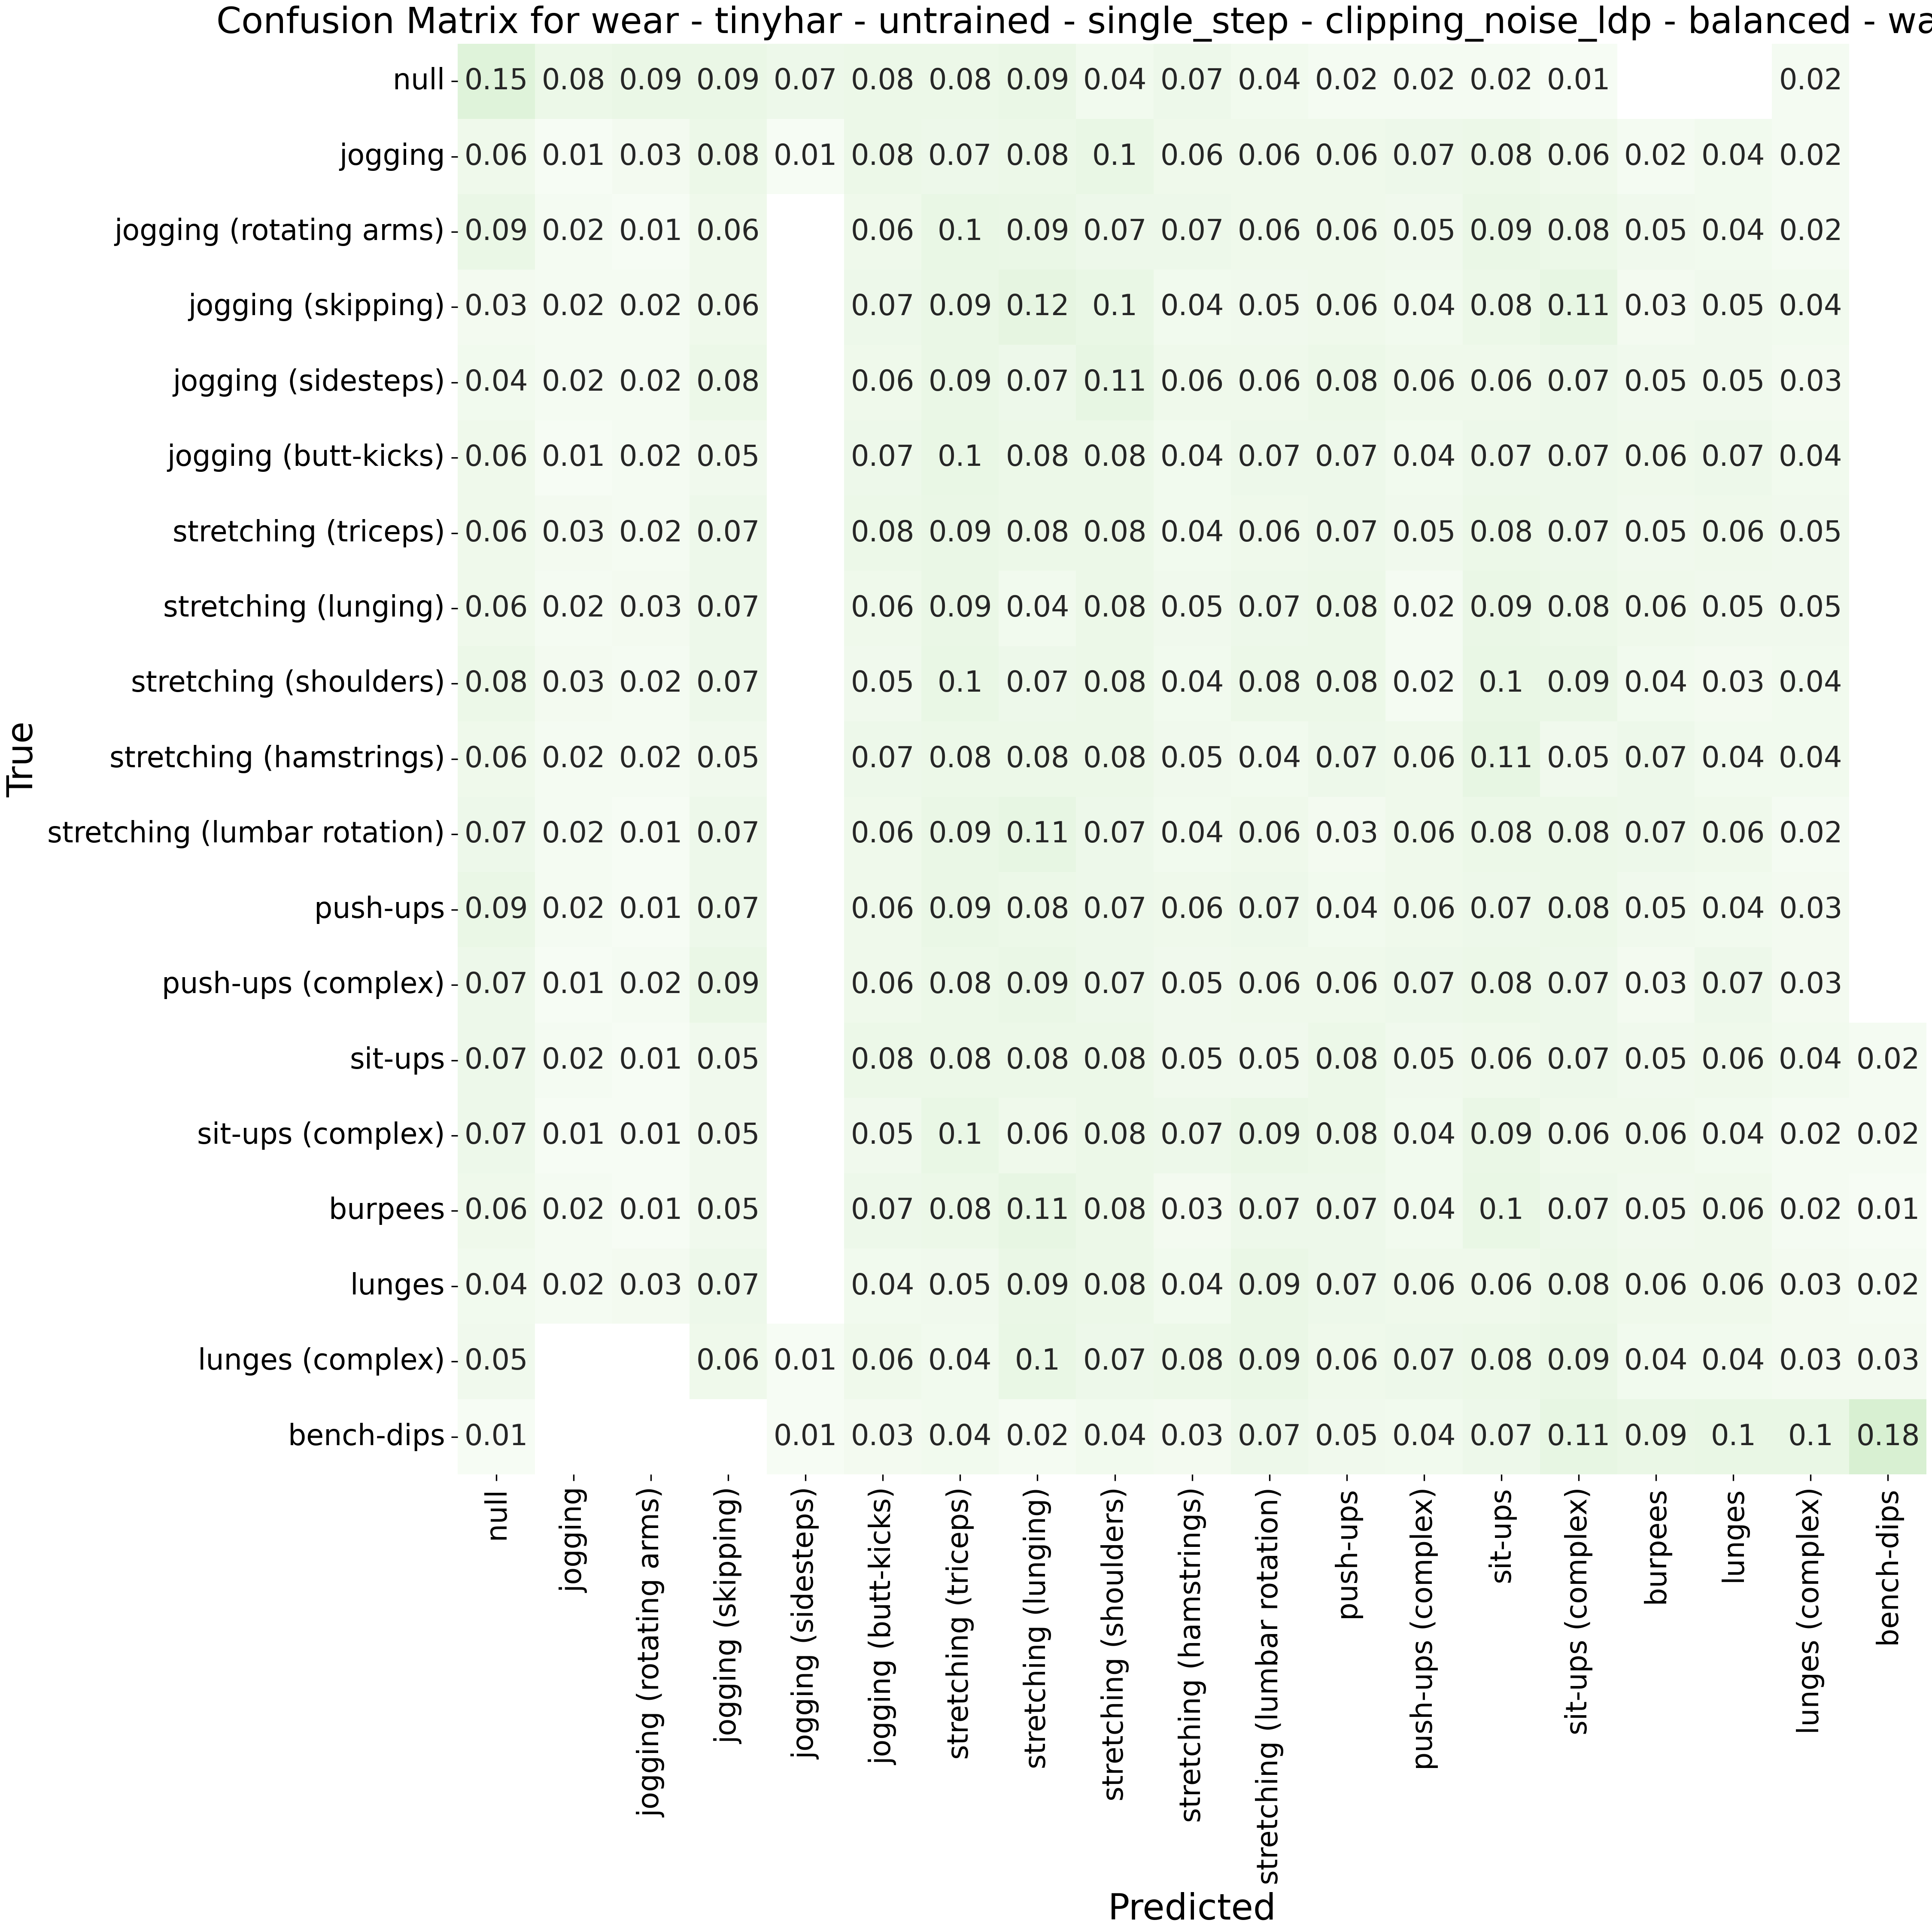 Confusion Matrix for wear - tinyhar - untrained - single_step - clipping_noise_ldp - balanced -
True
null 0.15 0.08 0.09 0.09 0.07 0.08 0.08 0.09 0.04 0.07 0.04 0.02 0.02 0.02 0.01 0.02
jogging 0.06 0.01 0.03 0.08 0.01 0.08 0.07 0.08 0.1 0.06 0.06 0.06 0.07 0.08 0.06 0.02 0.04 0.02
jogging (rotating arms) 0.09 0.02 0.01 0.06 0.06 0.1 0.09 0.07 0.07 0.06 0.06 0.05 0.09 0.08 0.05 0.04 0.02
jogging (skipping) 0.03 0.02 0.02 0.06 0.07 0.09 0.12 0.1 0.04 0.05 0.06 0.04 0.08 0.11 0.03 0.05 0.04
jogging (sidesteps) 0.04 0.02 0.02 0.08 0.06 0.09 0.07 0.11 0.06 0.06 0.08 0.06 0.06 0.07 0.05 0.05 0.03
jogging (butt-kicks) 0.06 0.01 0.02 0.05 0.07 0.1 0.08 0.08 0.04 0.07 0.07 0.04 0.07 0.07 0.06 0.07 0.04
stretching (triceps) 0.06 0.03 0.02 0.07 0.08 0.09 0.08 0.08 0.04 0.06 0.07 0.05 0.08 0.07 0.05 0.06 0.05
stretching (lunging) 0.06 0.02 0.03 0.07 0.06 0.09 0.04 0.08 0.05 0.07 0.08 0.02 0.09 0.08 0.06 0.05 0.05
stretching (shoulders) 0.08 0.03 0.02 0.07 0.05 0.1 0.07 0.08 0.04 0.08 0.08 0.02 0.1 0.09 0.04 0.03 0.04
stretching (hamstrings) 0.06 0.02 0.02 0.05 0.07 0.08 0.08 0.08 0.05 0.04 0.07 0.06 0.11 0.05 0.07 0.04 0.04
stretching (lumbar rotation) 0.07 0.02 0.01 0.07 0.06 0.09 0.11 0.07 0.04 0.06 0.03 0.06 0.08 0.08 0.07 0.06 0.02
push-ups 0.09 0.02 0.01 0.07 0.06 0.09 0.08 0.07 0.06 0.07 0.04 0.06 0.07 0.08 0.05 0.04 0.03
push-ups (complex) 0.07 0.01 0.02 0.09 0.06 0.08 0.09 0.07 0.05 0.06 0.06 0.07 0.08 0.07 0.03 0.07 0.03
sit-ups 0.07 0.02 0.01 0.05 0.08 0.08 0.08 0.08 0.05 0.05 0.08 0.05 0.06 0.07 0.05 0.06 0.04 0.02
sit-ups (complex) 0.07 0.01 0.01 0.05 0.05 0.1 0.06 0.08 0.07 0.09 0.08 0.04 0.09 0.06 0.06 0.04 0.02 0.02
burpees 0.06 0.02 0.01 0.05 0.07 0.08 0.11 0.08 0.03 0.07 0.07 0.04 0.1 0.07 0.05 0.06 0.02 0.01
lunges 0.04 0.02 0.03 0.07 0.04 0.05 0.09 0.08 0.04 0.09 0.07 0.06 0.06 0.08 0.06 0.06 0.03 0.02
lunges (complex) 0.05 0.06 0.01 0.06 0.04 0.1 0.07 0.08 0.09 0.06 0.07 0.08 0.09 0.04 0.04 0.03 0.03
bench-dips 0.01 0.01 0.03 0.04 0.02 0.04 0.03 0.07 0.05 0.04 0.07 0.11 0.09 0.1 0.1 0.18
null
jogging
jogging (rotating arms)
jogging (skipping)
jogging (sidesteps)
jogging (butt-kicks)
stretching (triceps)
stretching (lunging)
stretching (shoulders)
stretching (hamstrings)
stretching (lumbar rotation)
push-ups
push-ups (complex)
sit-ups
sit-ups (complex)
burpees
lunges
lunges (complex)
bench-dips
Predicted